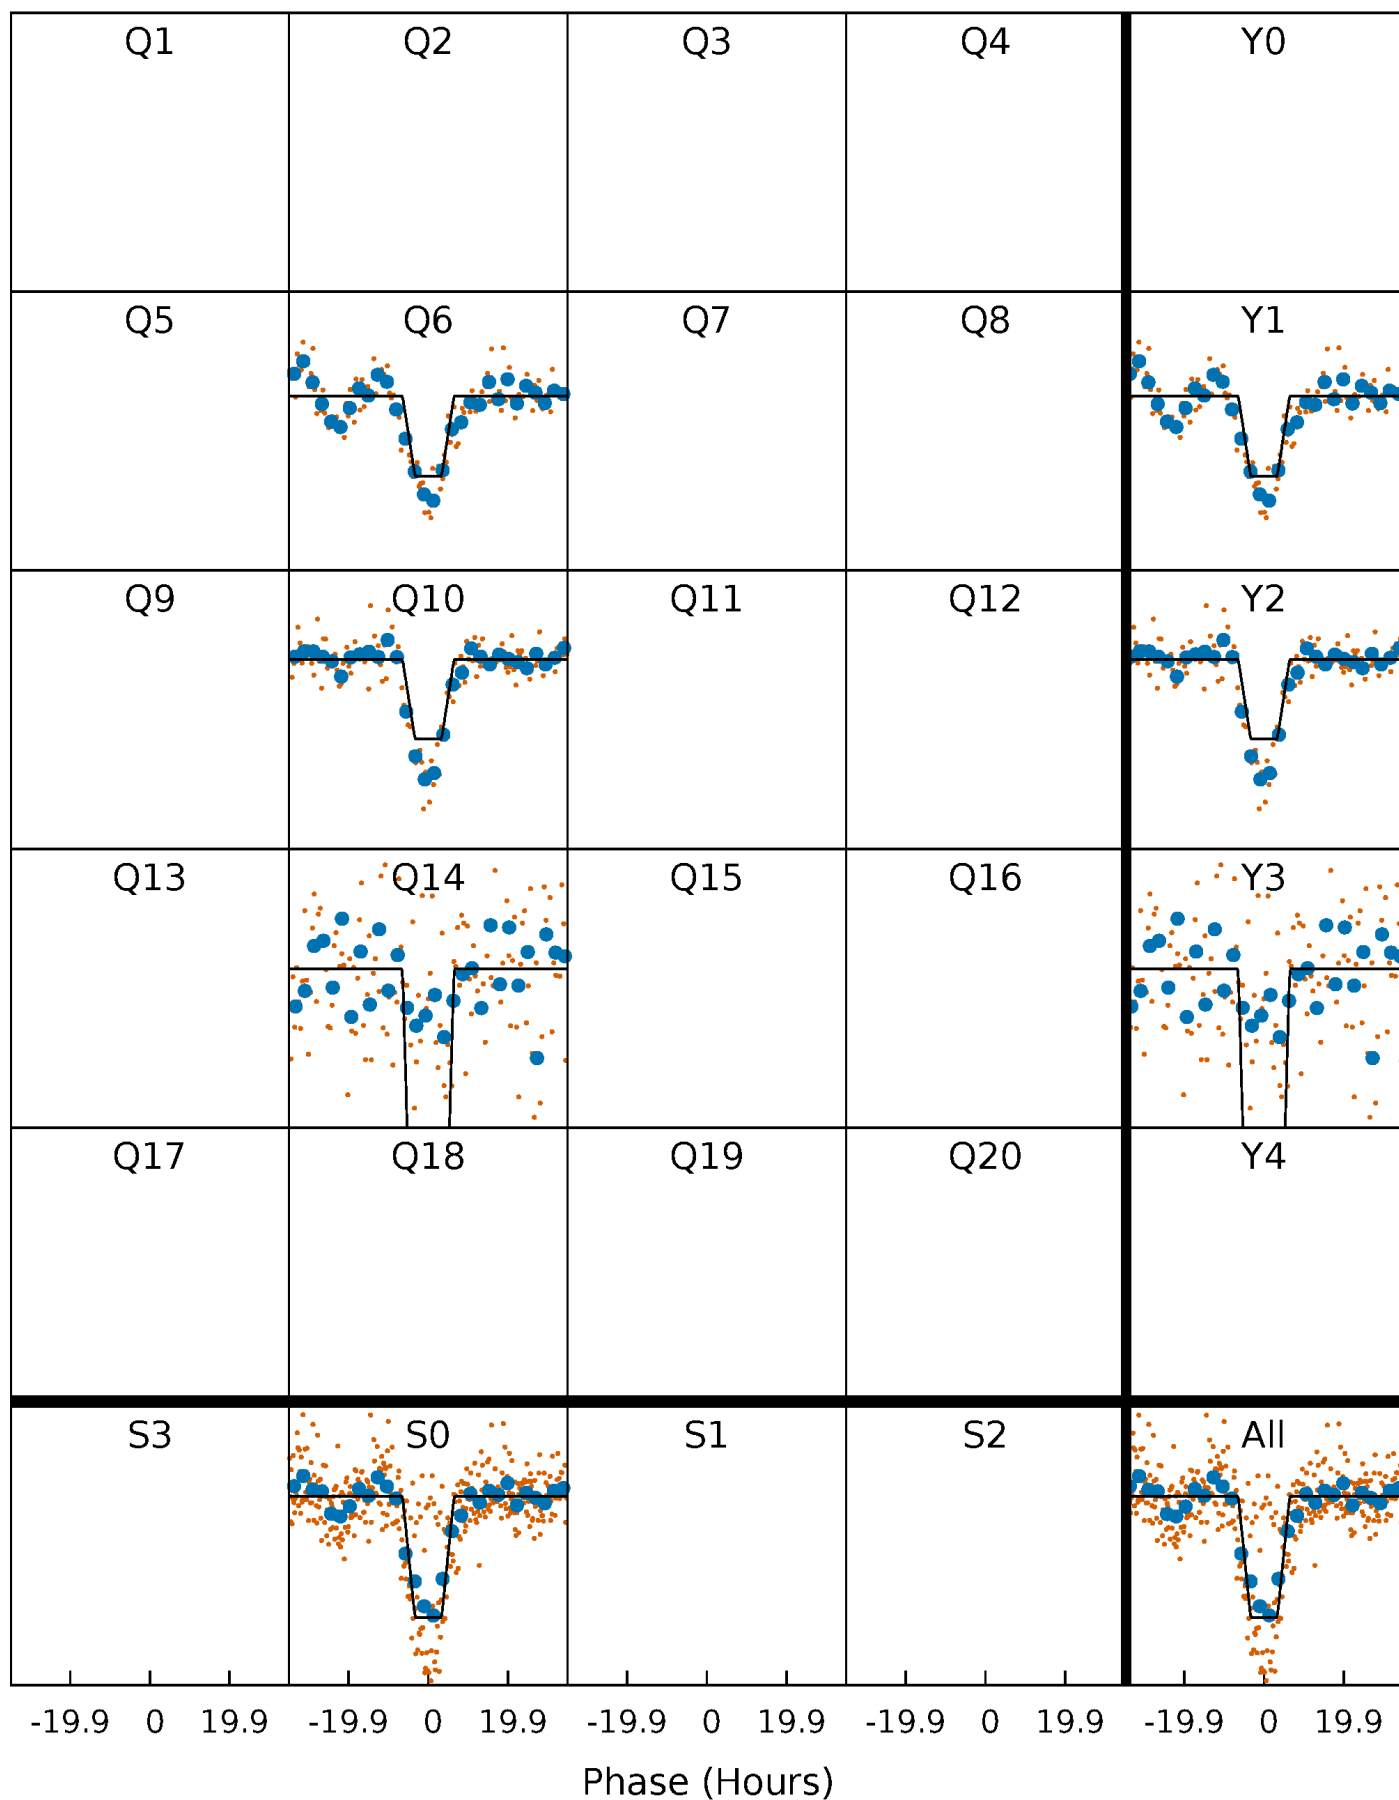 Q1 Q2 Q3 Q4 Y0
Q5 Q6 Q7 Q8 Y1
Q9 Q10 Q11 Q12 Y2
Q13 Q14 Q15 Q16 Y3
Q17 Q18 Q19 Q20 Y4
S3 S0 S1 S2 All
-19.9 0 19.9 -19.9 0 19.9 -19.9 0 19.9 -19.9 0 19.9 -19.9 0 19.9
Phase (Hours)